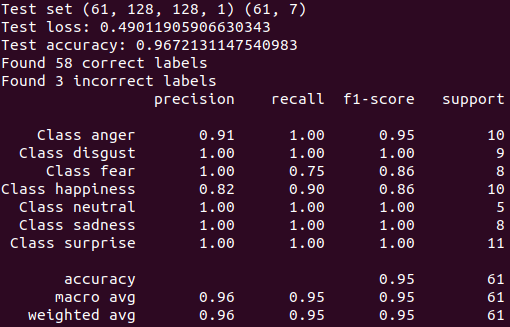 Test set (61, 128, 128, 1) (61, 7)
Test loss: 0.49011905906630343
Test accuracy: 0.9672131147540983
Found 58 correct labels
Found 3 incorrect labels
precision recall f1-score support
Class anger 0.91 1.00 0.95 10
Class disgust 1.00 1.00 1.00 9
Class fear 1.00 0.75 0.86 8
Class happiness 0.82 0.90 0.86 10
Class neutral 1.00 1.00 1.00 5
Class sadness 1.00 1.00 1.00 8
Class surprise 1.00 1.00 1.00 11
accuracy 0.95 61
macro avg 0.96 0.95 0.95 61
weighted avg 0.96 0.95 0.95 61